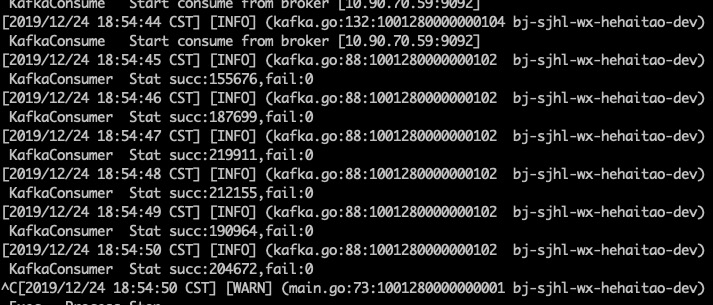 KafkaConsume   Start consume from broker [10.90.70.59:9092]
[2019/12/24 18:54:44 CST] [INFO] (kafka.go:132:1001280000000104 bj-sjhl-wx-hehaitao-dev)
 KafkaConsume   Start consume from broker [10.90.70.59:9092]
[2019/12/24 18:54:45 CST] [INFO] (kafka.go:88:1001280000000102  bj-sjhl-wx-hehaitao-dev)
 KafkaConsumer  Stat succ:155676,fail:0
[2019/12/24 18:54:46 CST] [INFO] (kafka.go:88:1001280000000102  bj-sjhl-wx-hehaitao-dev)
 KafkaConsumer  Stat succ:187699,fail:0
[2019/12/24 18:54:47 CST] [INFO] (kafka.go:88:1001280000000102  bj-sjhl-wx-hehaitao-dev)
 KafkaConsumer  Stat succ:219911,fail:0
[2019/12/24 18:54:48 CST] [INFO] (kafka.go:88:1001280000000102  bj-sjhl-wx-hehaitao-dev)
 KafkaConsumer  Stat succ:212155,fail:0
[2019/12/24 18:54:49 CST] [INFO] (kafka.go:88:1001280000000102  bj-sjhl-wx-hehaitao-dev)
 KafkaConsumer  Stat succ:190964,fail:0
[2019/12/24 18:54:50 CST] [INFO] (kafka.go:88:1001280000000102  bj-sjhl-wx-hehaitao-dev)
 KafkaConsumer  Stat succ:204672,fail:0
^C[2019/12/24 18:54:50 CST] [WARN] (main.go:73:1001280000000001 bj-sjhl-wx-hehaitao-dev)
 Exec   Process Stop